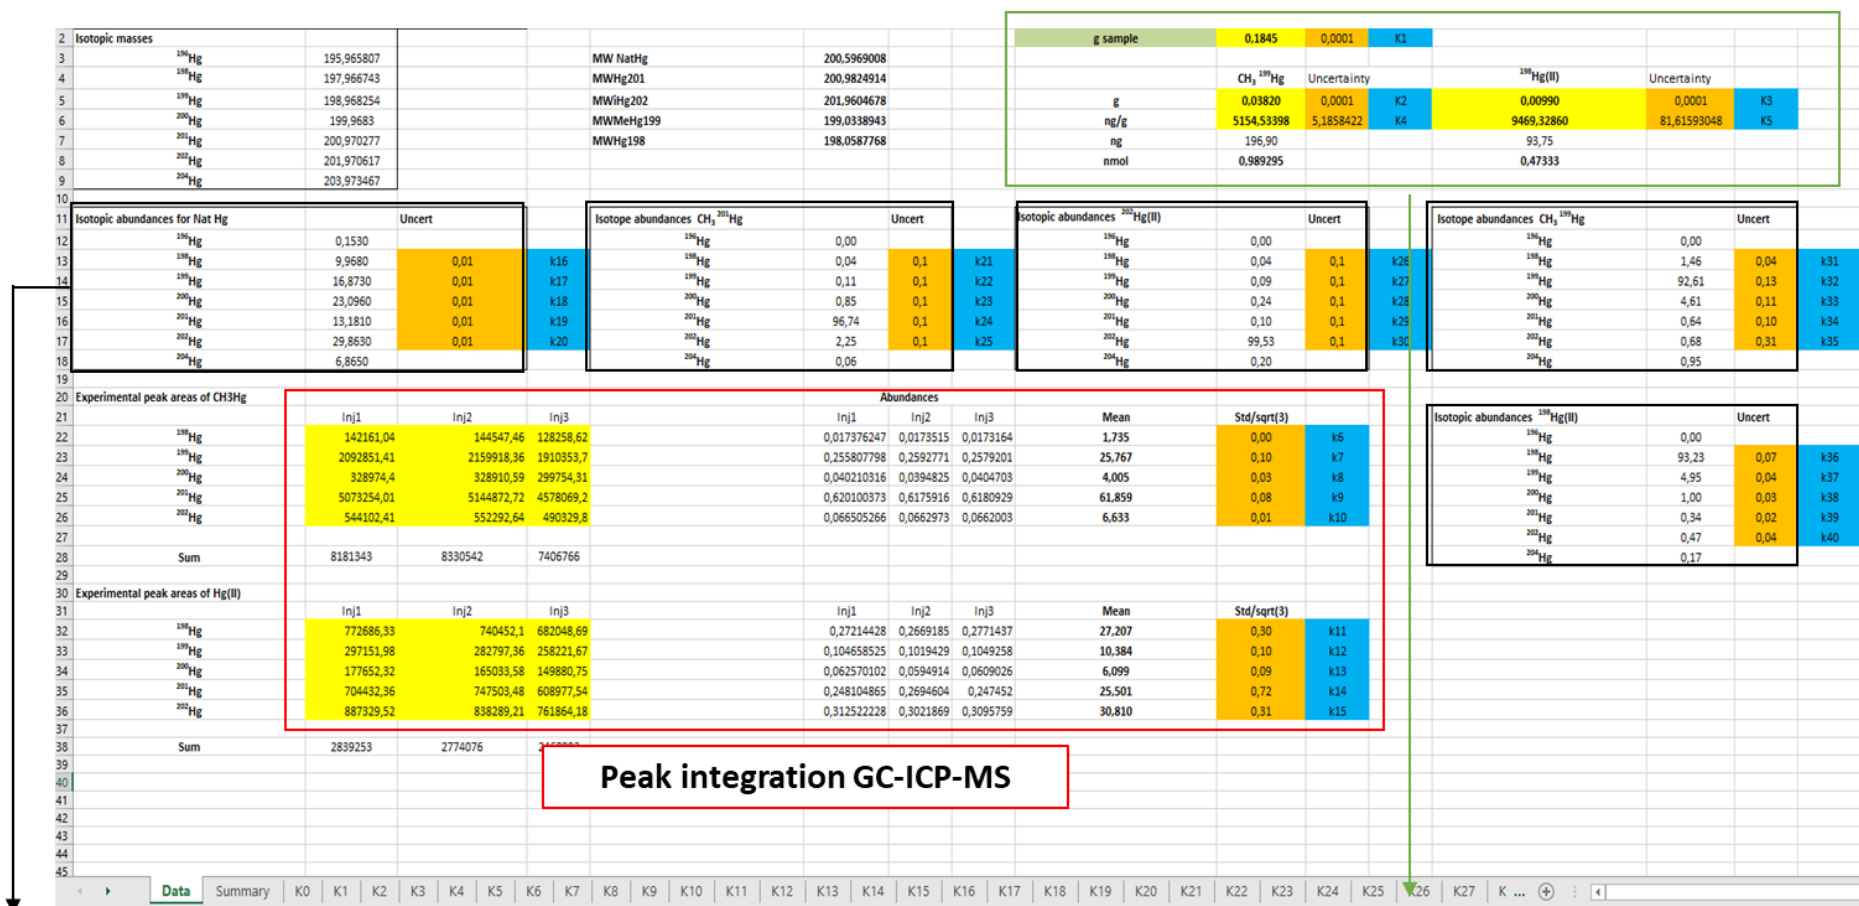 2 Isotopic masses g sample 0,1845 0,0001 K1
3 196Hg 195,965807 MW NatHg 200,5969008
4 198Hg 197,966743 MWHg201 200,9824914 CH3 199Hg Uncertainty 198Hg(II) Uncertainty
5 199Hg 198,968254 MWiHg202 201,9604678 g 0,03820 0,0001 K2 0,00990 0,0001 K3
6 200Hg 199,9683 MWMeHg199 199,0338943 ng/g 5154,53398 5,1858422 K4 9469,32860 81,61593048 K5
7 201Hg 200,970277 MWHg198 198,0587768 ng 196,90 93,75
8 202Hg 201,970617 nmol 0,989295 0,47333
9 204Hg 203,973467
10
11 Isotopic abundances for Nat Hg Uncert Isotope abundances CH3 201Hg Uncert Isotopic abundances 202Hg(II) Uncert Isotope abundances CH3 199Hg Uncert
12 196Hg 0,1530 196Hg 0,00 196Hg 0,00 196Hg 0,00
13 198Hg 9,9680 0,01 k16 198Hg 0,04 0,1 k21 198Hg 0,04 0,1 k26 198Hg 1,46 0,04 k31
14 199Hg 16,8730 0,01 k17 199Hg 0,11 0,1 k22 199Hg 0,09 0,1 k27 199Hg 92,61 0,13 k32
15 200Hg 23,0960 0,01 k18 200Hg 0,85 0,1 k23 200Hg 0,24 0,1 k28 200Hg 4,61 0,11 k33
16 201Hg 13,1810 0,01 k19 201Hg 96,74 0,1 k24 201Hg 0,10 0,1 k29 201Hg 0,64 0,10 k34
17 202Hg 29,8630 0,01 k20 202Hg 2,25 0,1 k25 202Hg 99,53 0,1 k30 202Hg 0,68 0,31 k35
18 204Hg 6,8650 204Hg 0,06 204Hg 0,20 204Hg 0,95
19
20 Experimental peak areas of CH3Hg Abundances
21 Inj1 Inj2 Inj3 Inj1 Inj2 Inj3 Mean Std/sqrt(3) Isotopic abundances 198Hg(II) Uncert
22 198Hg 142161,04 144547,46 128258,62 0,017376247 0,0173515 0,0173164 1,735 0,00 k6 196Hg 0,00
23 199Hg 2092851,41 2159918,36 1910353,7 0,255807798 0,2592771 0,2579201 25,767 0,10 k7 198Hg 93,23 0,07 k36
24 200Hg 328974,4 328910,59 299754,31 0,040210316 0,0394825 0,0404703 4,005 0,03 k8 199Hg 4,95 0,04 k37
25 201Hg 5073254,01 5144872,72 4578069,2 0,620100373 0,6175916 0,6180929 61,859 0,08 k9 200Hg 1,00 0,03 k38
26 202Hg 544102,41 552292,64 490329,8 0,066505266 0,0662973 0,0662003 6,633 0,01 k10 201Hg 0,34 0,02 k39
27 202Hg 0,47 0,04 k40
28 Sum 8181343 8330542 7406766 204Hg 0,17
29
30 Experimental peak areas of Hg(II)
31 Inj1 Inj2 Inj3 Inj1 Inj2 Inj3 Mean Std/sqrt(3)
32 198Hg 772686,33 740452,1 682048,69 0,27214428 0,2669185 0,2771437 27,207 0,30 k11
33 199Hg 297151,98 282797,36 258221,67 0,104658525 0,1019429 0,1049258 10,384 0,10 k12
34 200Hg 177652,32 165033,58 149880,75 0,062570102 0,0594914 0,0609026 6,099 0,09 k13
35 201Hg 704432,36 747503,48 608977,54 0,248104865 0,2694604 0,247452 25,501 0,72 k14
36 202Hg 887329,52 838289,21 761864,18 0,312522228 0,3021869 0,3095759 30,810 0,31 k15
37
38 Sum 2839253 2774076
39
Peak integration GC-ICP-MS
40
41
42
43
44
45
Data Summary K0 K1 K2 K3 K4 K5 K6 K7 K8 K9 K10 K11 K12 K13 K14 K15 K16 K17 K18 K19 K20 K21 K22 K23 K24 K25 K26 K27 K ...